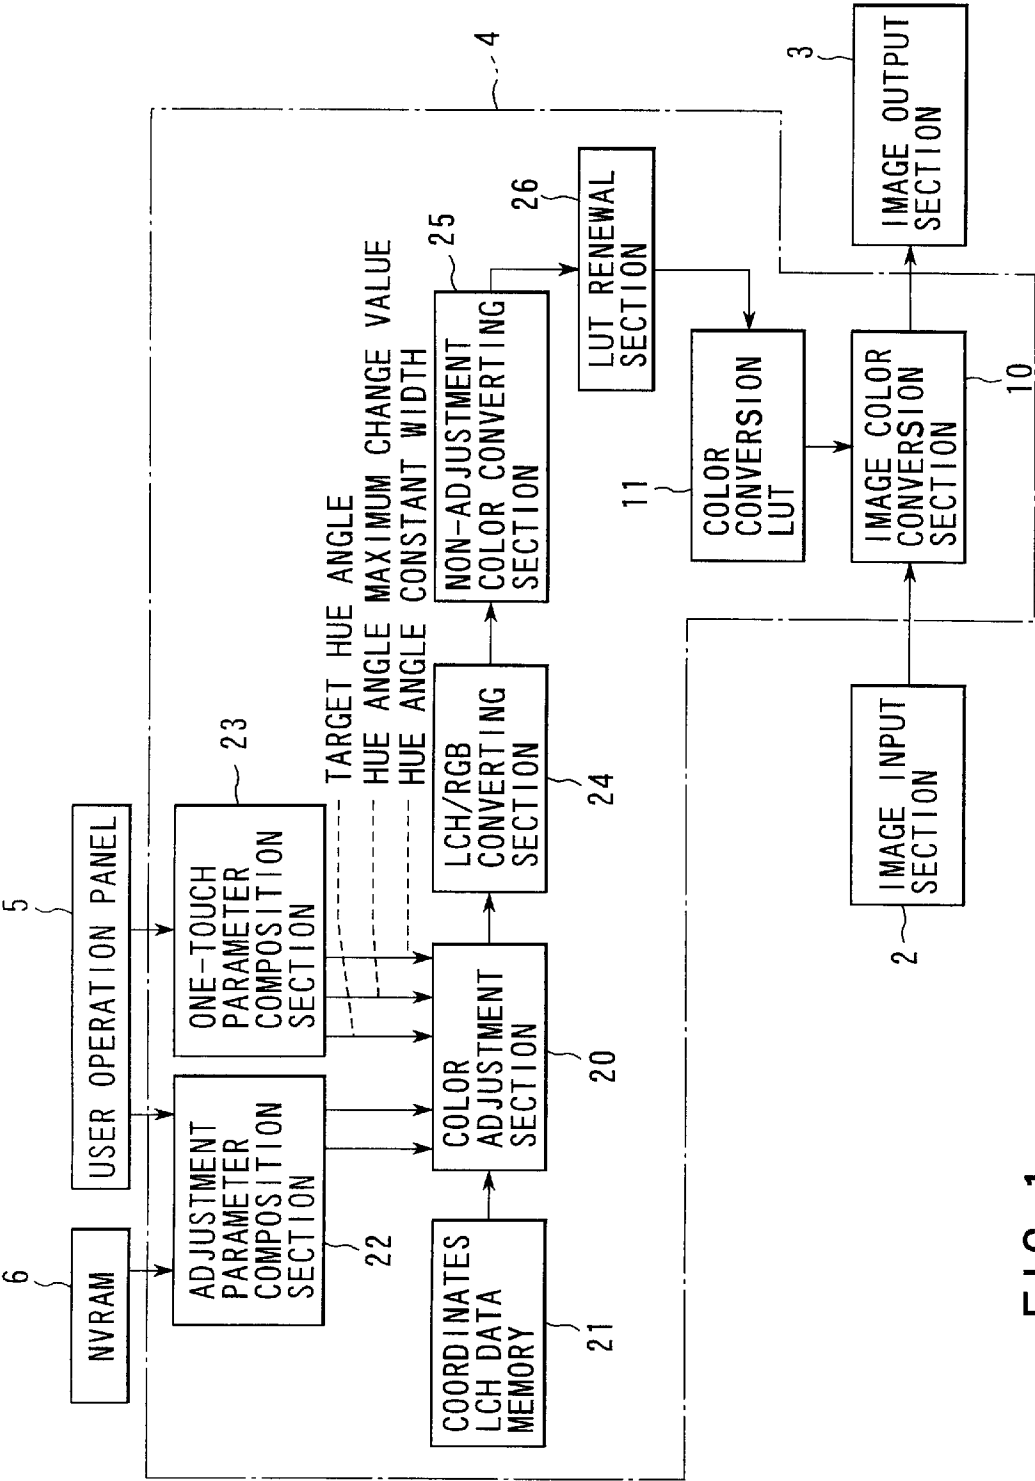 6
NVRAM
5
USER OPERATION PANEL
ADJUSTMENT
PARAMETER
COMPOSITION
SECTION
22
ONE-TOUCH
PARAMETER
COMPOSITION
SECTION
23
TARGET HUE ANGLE
HUE ANGLE MAXIMUM CHANGE VALUE
HUE ANGLE CONSTANT WIDTH
4
COORDINATES
LCH DATA
MEMORY
21
COLOR
ADJUSTMENT
SECTION
20
LCH/RGB
CONVERTING
SECTION
24
NON-ADJUSTMENT
COLOR CONVERTING
SECTION
25
LUT RENEWAL
SECTION
26
11
COLOR
CONVERSION
LUT
IMAGE INPUT
SECTION
2
IMAGE COLOR
CONVERSION
SECTION
10
IMAGE OUTPUT
SECTION
3